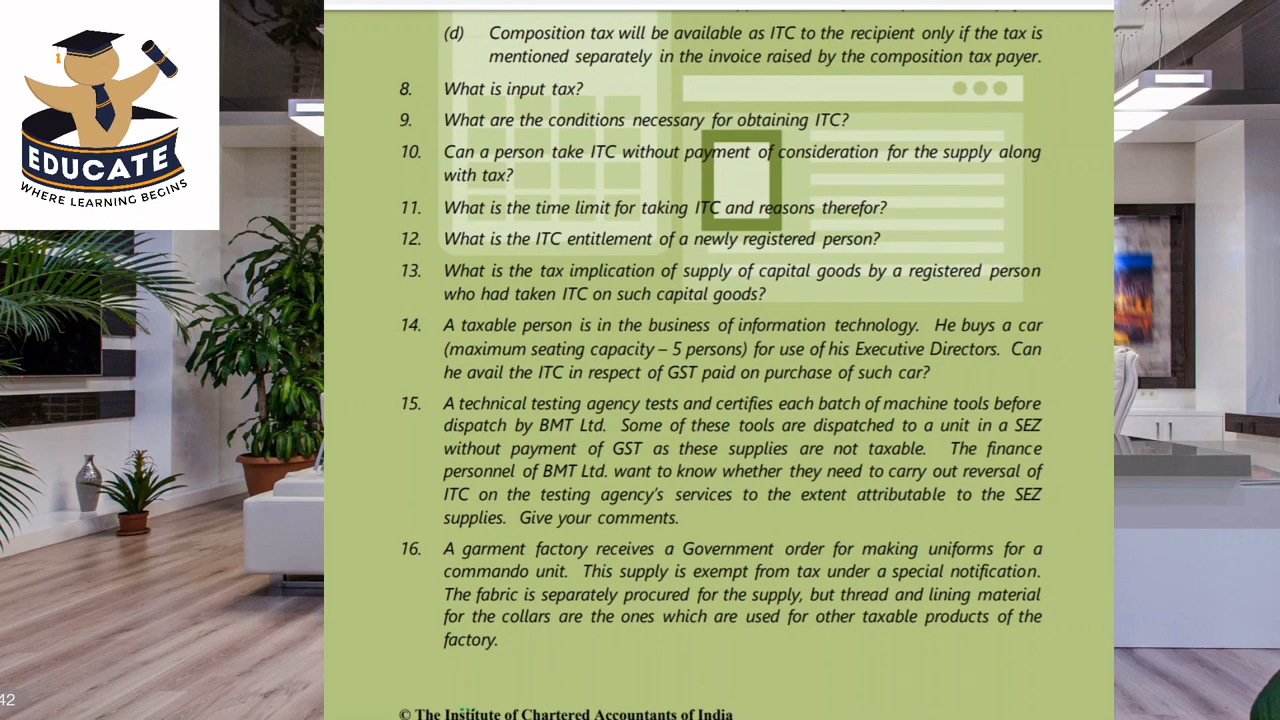 EDUCATE
WHERE LEARNING BEGINS
(d) Composition tax will be available as ITC to the recipient only if the tax is
mentioned separately in the invoice raised by the composition tax payer.
8. What is input tax?
9. What are the conditions necessary for obtaining ITC?
10. Can a person take ITC without payment of consideration for the supply along
with tax?
11. What is the time limit for taking ITC and reasons therefor?
12. What is the ITC entitlement of a newly registered person?
13. What is the tax implication of supply of capital goods by a registered person
who had taken ITC on such capital goods?
14. A taxable person is in the business of information technology. He buys a car
(maximum seating capacity – 5 persons) for use of his Executive Directors. Can
he avail the ITC in respect of GST paid on purchase of such car?
15. A technical testing agency tests and certifies each batch of machine tools before
dispatch by BMT Ltd. Some of these tools are dispatched to a unit in a SEZ
without payment of GST as these supplies are not taxable. The finance
personnel of BMT Ltd. want to know whether they need to carry out reversal of
ITC on the testing agency's services to the extent attributable to the SEZ
supplies. Give your comments.
16. A garment factory receives a Government order for making uniforms for a
commando unit. This supply is exempt from tax under a special notification.
The fabric is separately procured for the supply, but thread and lining material
for the collars are the ones which are used for other taxable products of the
factory.
42
© The Institute of Chartered Accountants of India